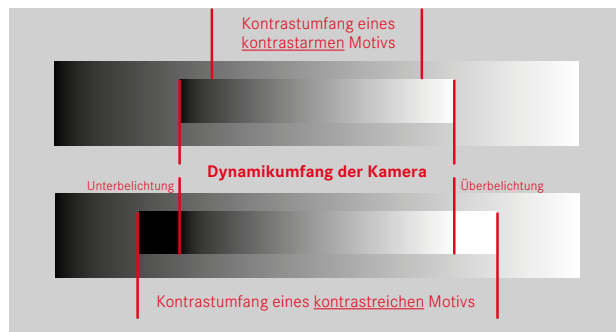 Kontrastumfang eines
kontrastarmen Motivs
Dynamikumfang der Kamera
Unterbelichtung
Überbelichtung
Kontrastumfang eines kontrastreichen Motivs